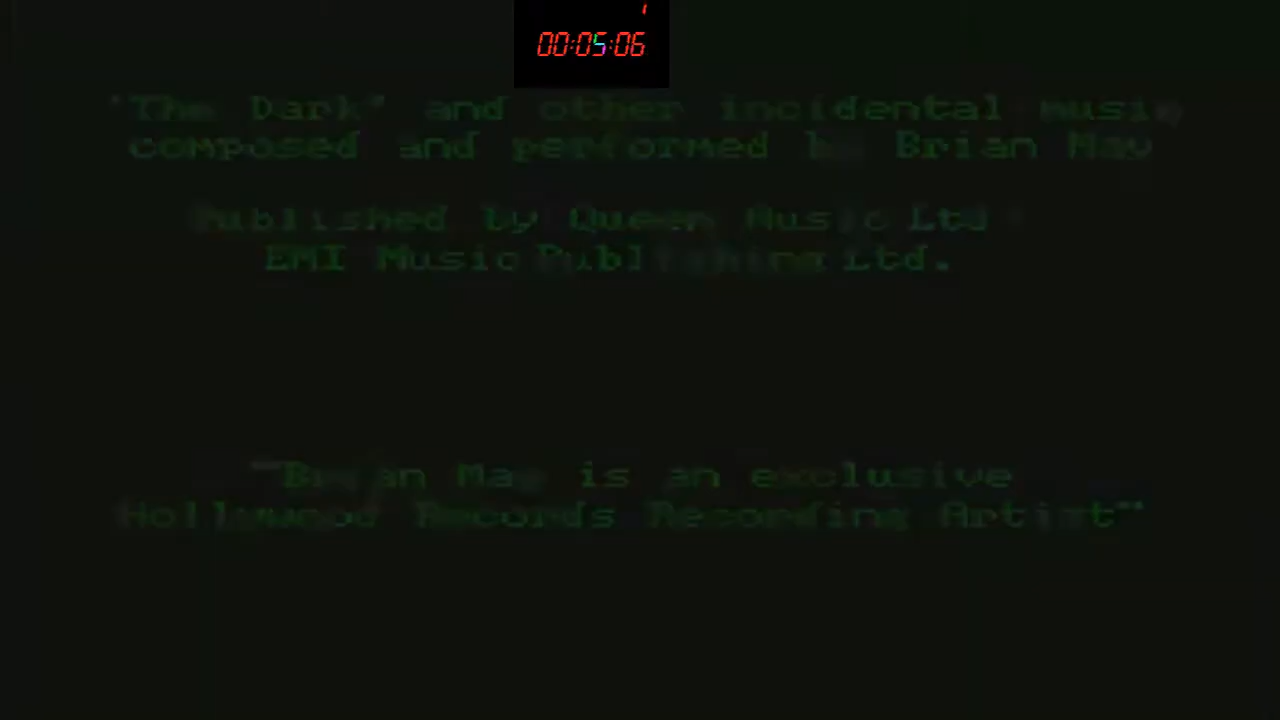 00:05:06
'The Dark' and other incidental music
composed and performed by Brian May
Published by Queen Music Ltd
EMI Music Publishing Ltd.
"Brian May is an exclusive
Hollywood Records Recording Artist"